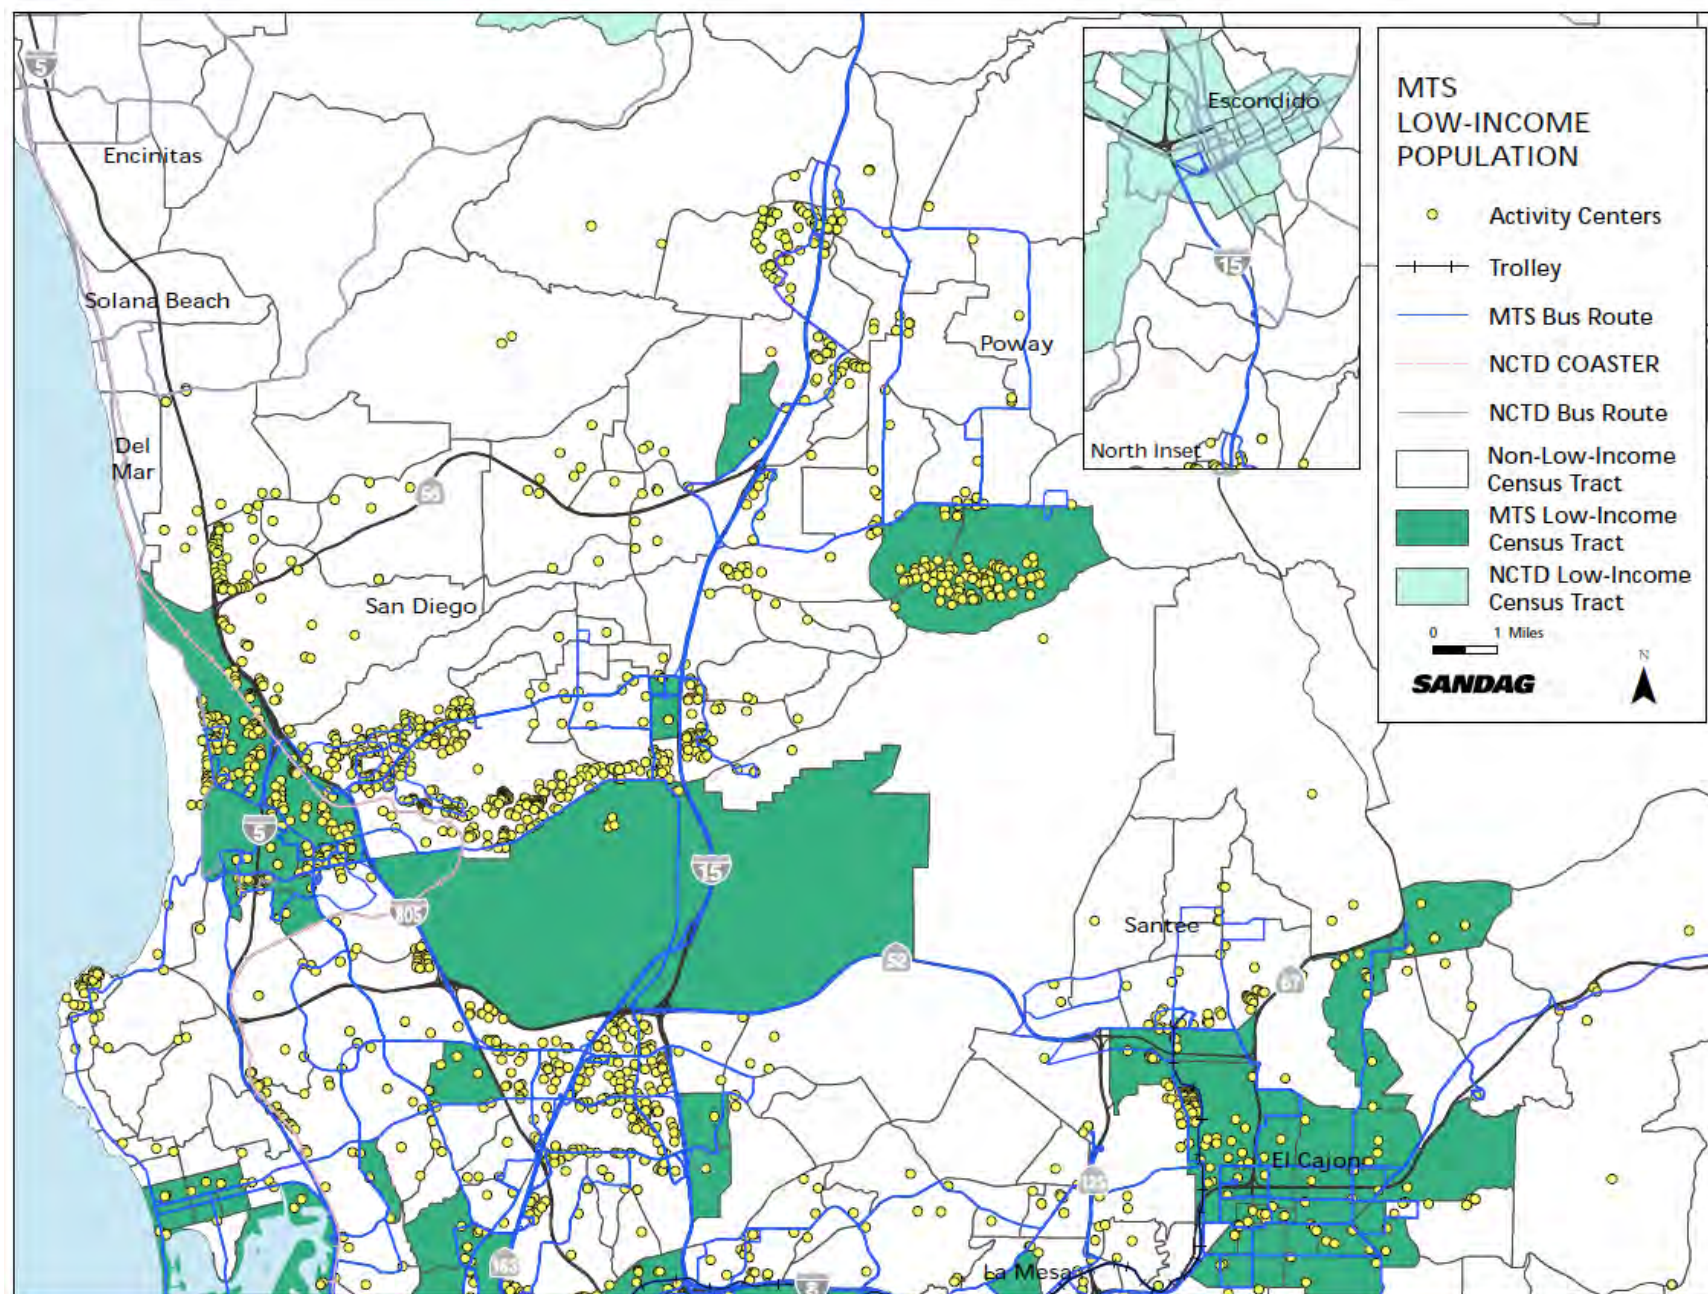 5
Encinitas
Solana Beach
Del
Mar
56
San Diego
Poway
Escondido
15
North Inset
MTS
LOW-INCOME
POPULATION
Activity Centers
Trolley
MTS Bus Route
NCTD COASTER
NCTD Bus Route
Non-Low-Income
Census Tract
MTS Low-Income
Census Tract
NCTD Low-Income
Census Tract
0 1 Miles
N
SANDAG
5
15
805
52
Santee
67
El Cajon
125
La Mesa
163
8